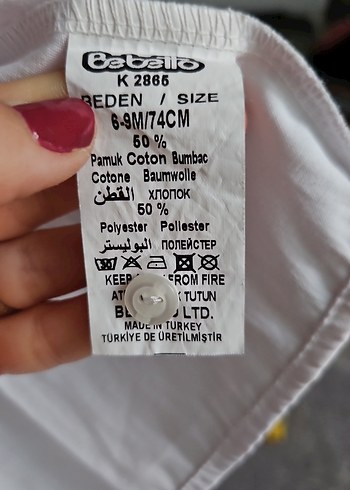 Bebetto
K 2865
BEDEN / SIZE
6-9M/74CM
50 %
Pamuk Coton Bumbac
Cotone Baumwolle
القطن ХЛОПОК
50 %
Polyester Poliester
البوليستر ПОЛЕЙСТЕР
KEEP FROM FIRE
TUTUN
LTD.
MADE IN TURKEY
TÜRKİYE DE ÜRETİLMİŞTİR